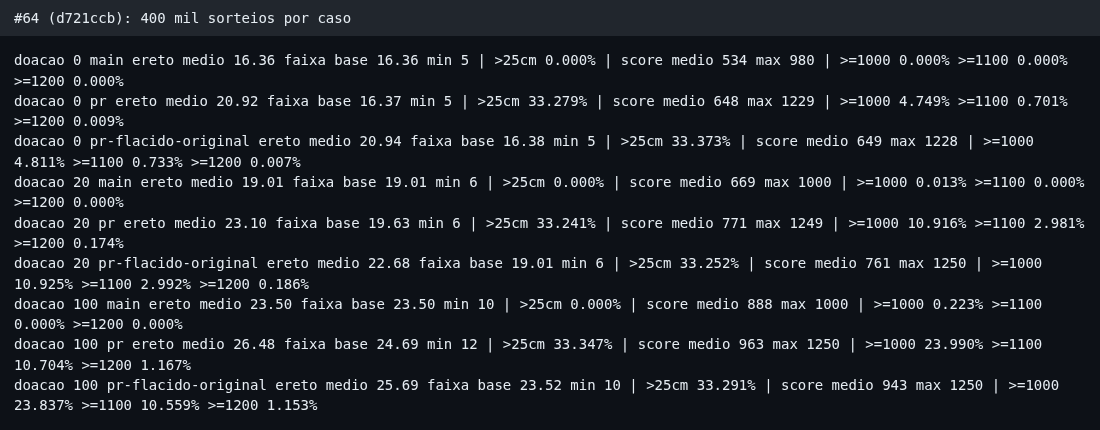 #64 (d721ccb): 400 mil sorteios por caso
doacao 0 main ereto medio 16.36 faixa base 16.36 min 5 | >25cm 0.000% | score medio 534 max 980 | >=1000 0.000% >=1100 0.000%
>=1200 0.000%
doacao 0 pr ereto medio 20.92 faixa base 16.37 min 5 | >25cm 33.279% | score medio 648 max 1229 | >=1000 4.749% >=1100 0.701%
>=1200 0.009%
doacao 0 pr-flacido-original ereto medio 20.94 faixa base 16.38 min 5 | >25cm 33.373% | score medio 649 max 1228 | >=1000
4.811% >=1100 0.733% >=1200 0.007%
doacao 20 main ereto medio 19.01 faixa base 19.01 min 6 | >25cm 0.000% | score medio 669 max 1000 | >=1000 0.013% >=1100 0.000%
>=1200 0.000%
doacao 20 pr ereto medio 23.10 faixa base 19.63 min 6 | >25cm 33.241% | score medio 771 max 1249 | >=1000 10.916% >=1100 2.981%
>=1200 0.174%
doacao 20 pr-flacido-original ereto medio 22.68 faixa base 19.01 min 6 | >25cm 33.252% | score medio 761 max 1250 | >=1000
10.925% >=1100 2.992% >=1200 0.186%
doacao 100 main ereto medio 23.50 faixa base 23.50 min 10 | >25cm 0.000% | score medio 888 max 1000 | >=1000 0.223% >=1100
0.000% >=1200 0.000%
doacao 100 pr ereto medio 26.48 faixa base 24.69 min 12 | >25cm 33.347% | score medio 963 max 1250 | >=1000 23.990% >=1100
10.704% >=1200 1.167%
doacao 100 pr-flacido-original ereto medio 25.69 faixa base 23.52 min 10 | >25cm 33.291% | score medio 943 max 1250 | >=1000
23.837% >=1100 10.559% >=1200 1.153%